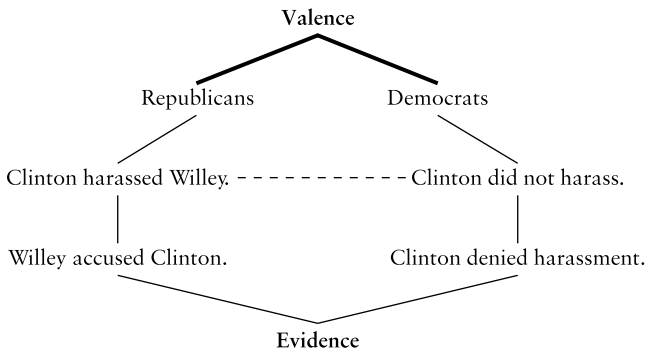 Valence
Republicans
Democrats
Clinton harassed Willey.
Clinton did not harass.
Willey accused Clinton.
Clinton denied harassment.
Evidence